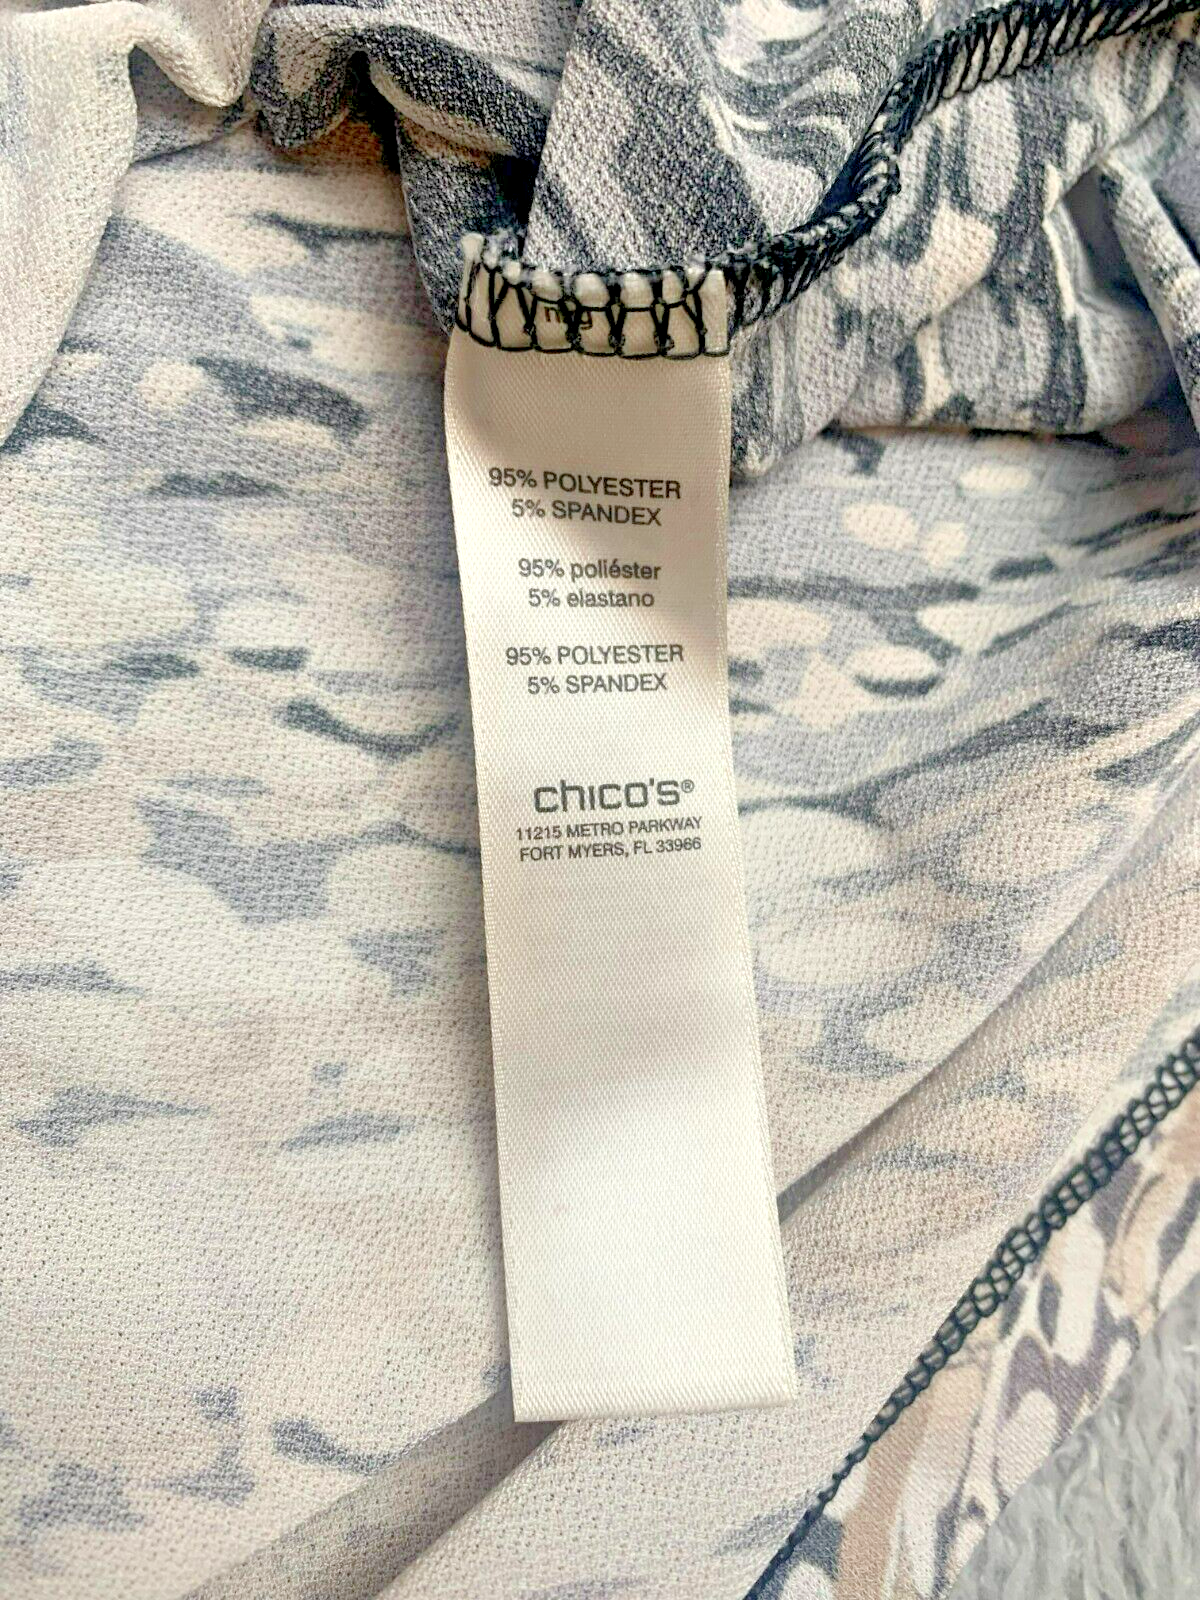 95% POLYESTER
5% SPANDEX
95% poliéster
5% elastano
95% POLYESTER
5% SPANDEX
chico's®
11215 METRO PARKWAY
FORT MYERS, FL 33966